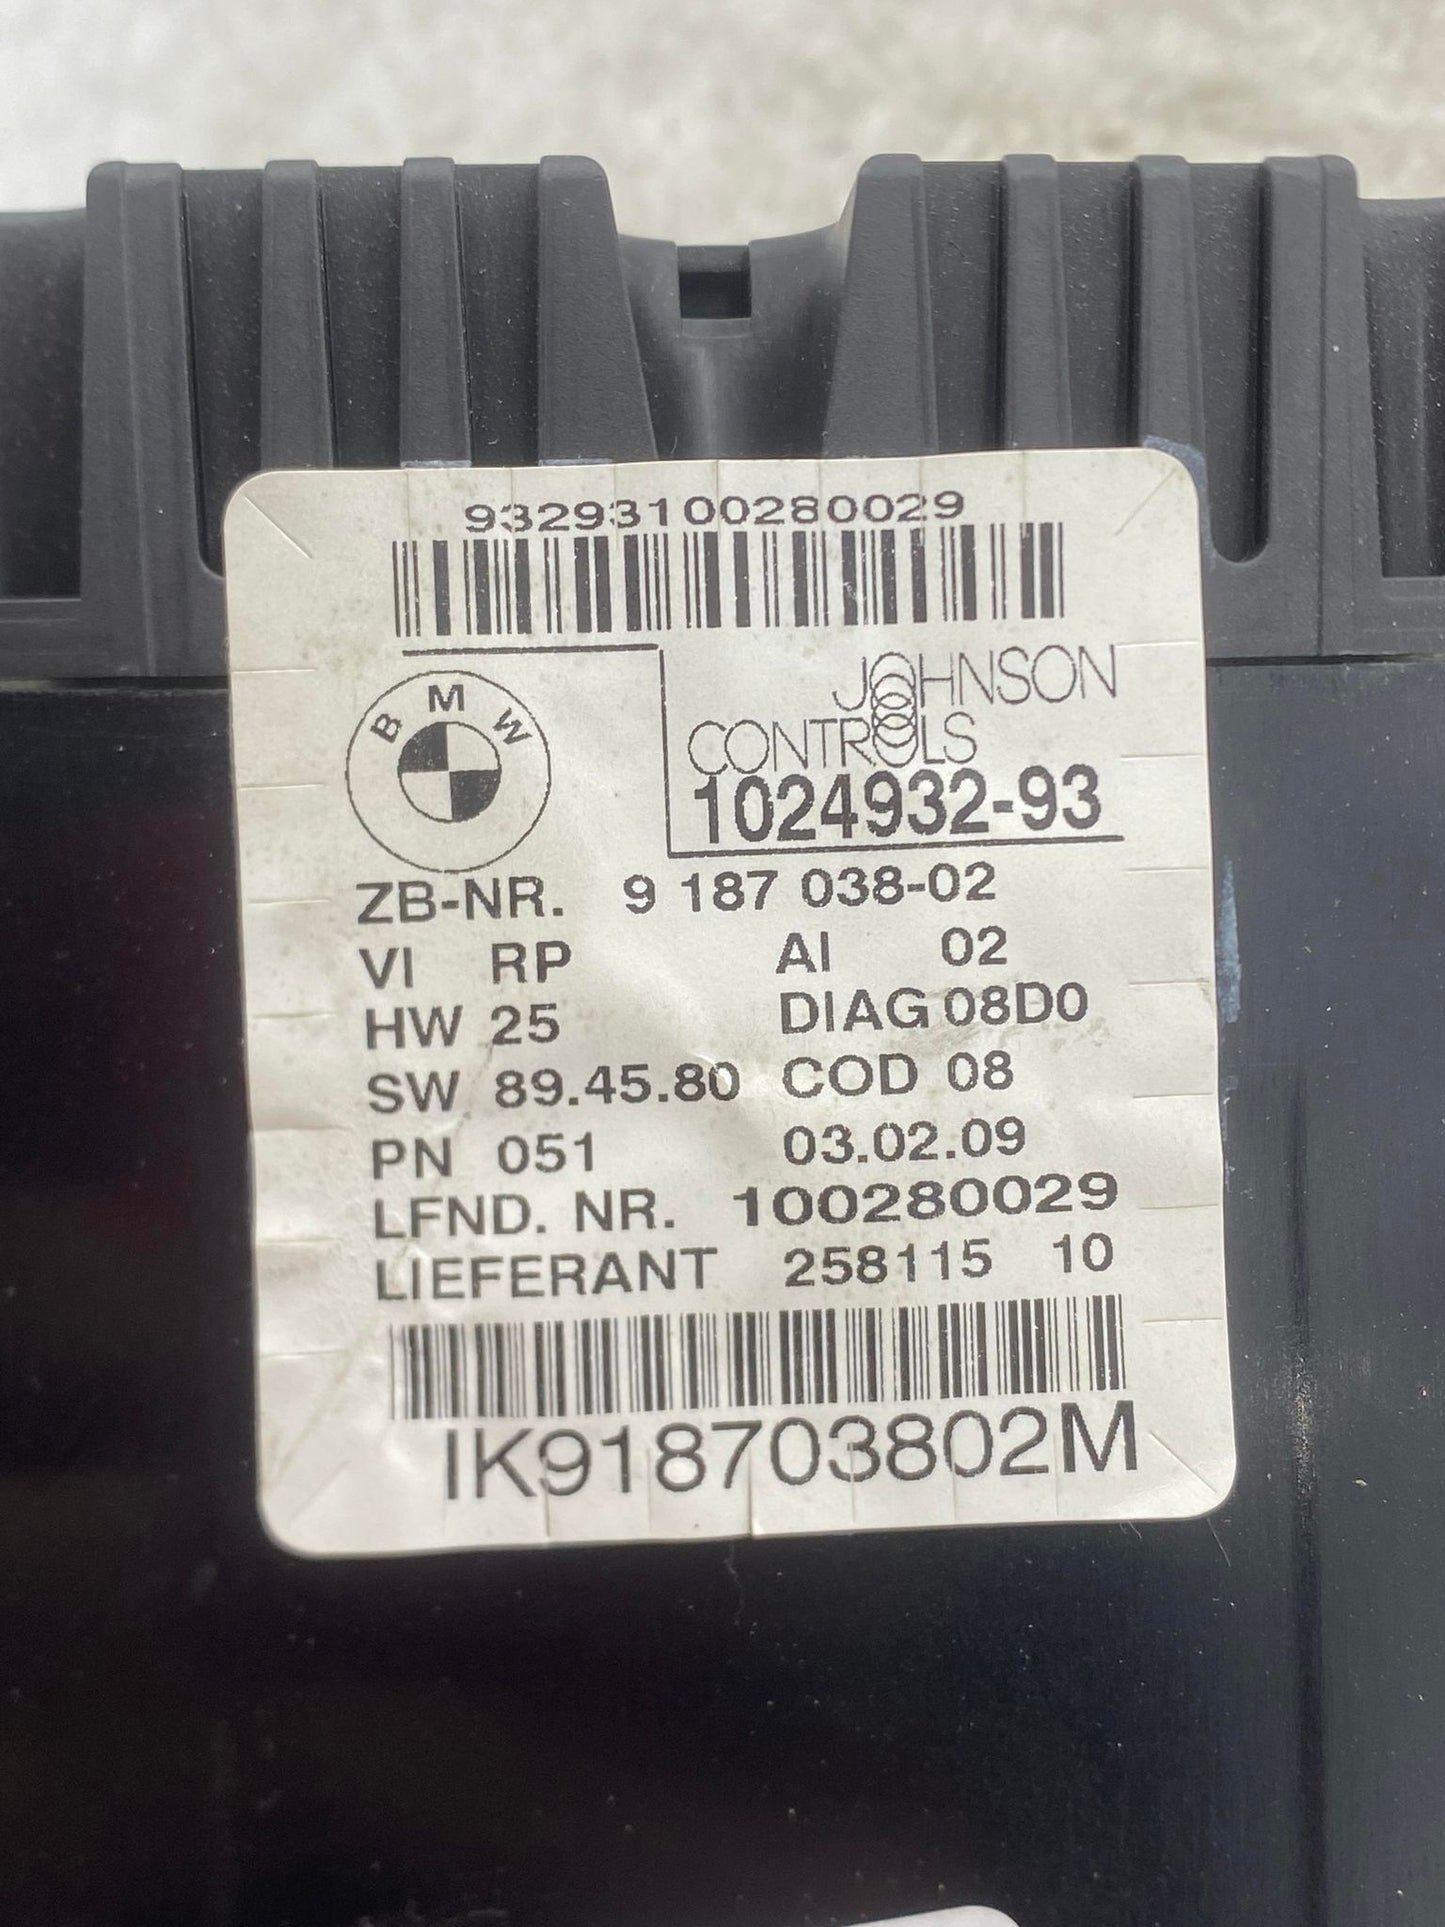 93293100280029
BMW
JOHNSON
CONTROLS
1024932-93
ZB-NR. 9 187 038-02
VI RP AI 02
HW 25 DIAG 08D0
SW 89.45.80 COD 08
PN 051 03.02.09
LFND. NR. 100280029
LIEFERANT 258115 10
IK918703802M